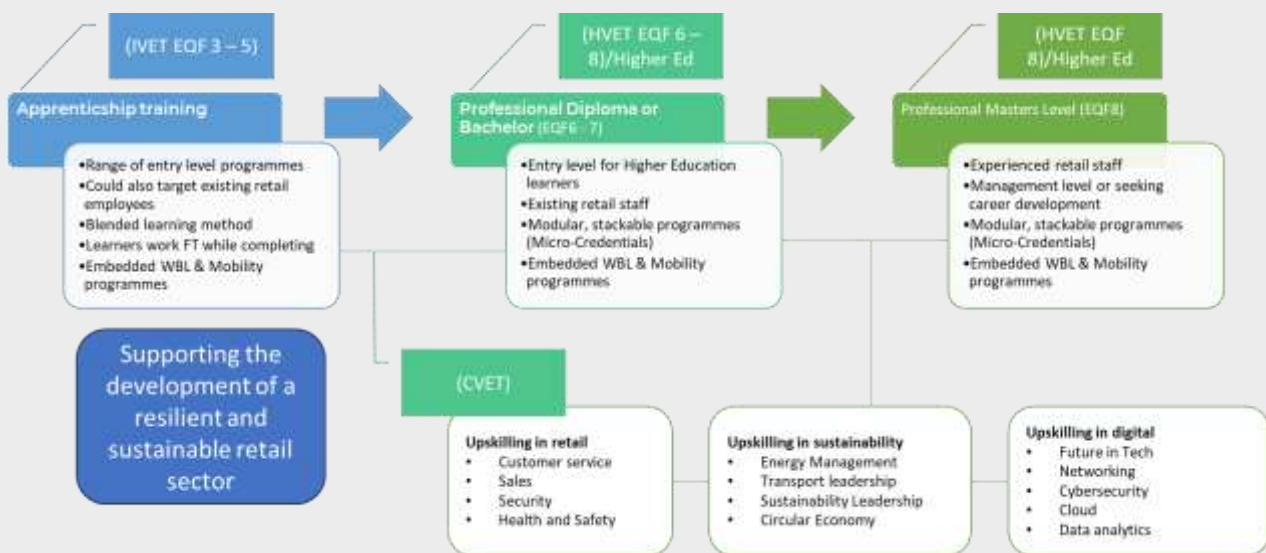 (IVET EQF 3 – 5)
Apprenticship training
•Range of entry level programmes
•Could also target existing retail
employees
•Blended learning method
•Learners work FT while completing
•Embedded WBL & Mobility
programmes
(HVET EQF 6 –
8)/Higher Ed
Professional Diploma or
Bachelor (EQF6 - 7)
•Entry level for Higher Education
learners
•Existing retail staff
•Modular, stackable programmes
(Micro-Credentials)
•Embedded WBL & Mobility
programmes
(HVET EQF
8)/Higher Ed
Professional Masters Level (EQF8)
•Experienced retail staff
•Management level or seeking
career development
•Modular, stackable programmes
(Micro-Credentials)
•Embedded WBL & Mobility
programmes
Supporting the
development of a
resilient and
sustainable retail
sector
(CVET)
Upskilling in retail
• Customer service
• Sales
• Security
• Health and Safety
Upskilling in sustainability
• Energy Management
• Transport leadership
• Sustainability Leadership
• Circular Economy
Upskilling in digital
• Future in Tech
• Networking
• Cybersecurity
• Cloud
• Data analytics